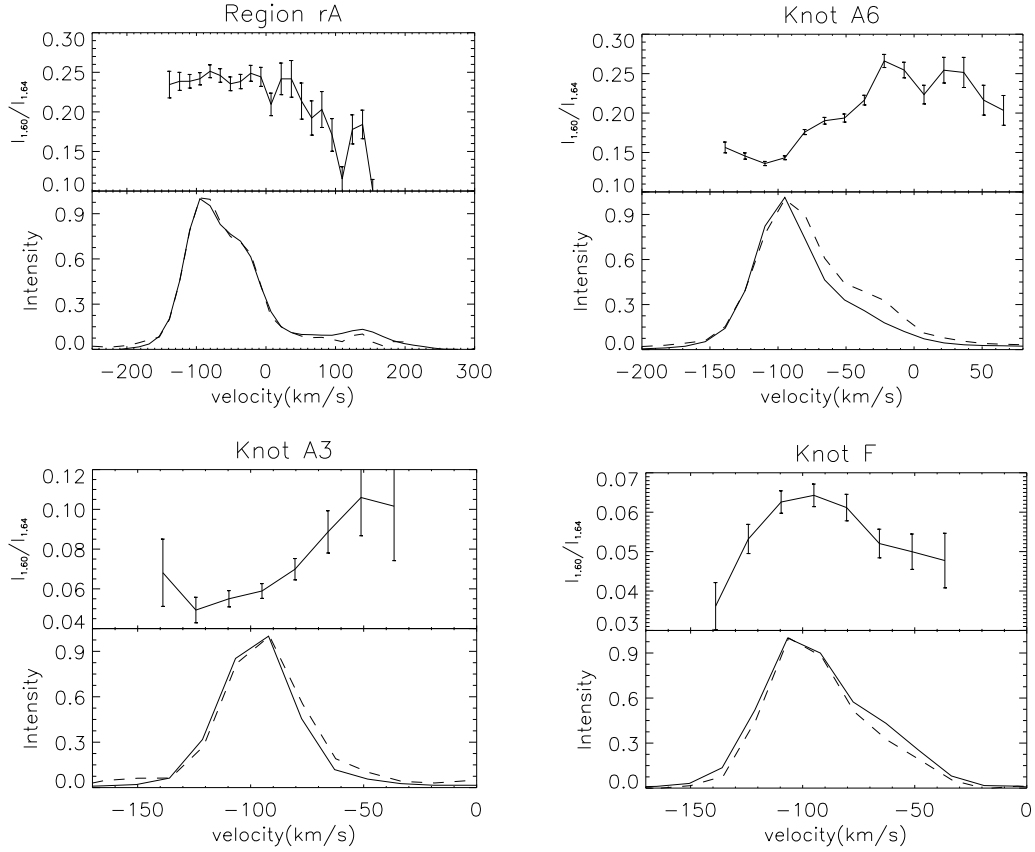 Region rA
I1.60/I1.64
0.30
0.25
0.20
0.15
0.10
Intensity
0.9
0.6
0.3
0.0
−200 −100 0 100 200 300
velocity(km/s)
Knot A6
I1.60/I1.64
0.30
0.25
0.20
0.15
0.10
Intensity
0.9
0.6
0.3
0.0
−200 −150 −100 −50 0 50
velocity(km/s)
Knot A3
I1.60/I1.64
0.12
0.10
0.08
0.06
0.04
Intensity
0.9
0.6
0.3
0.0
−150 −100 −50 0
velocity(km/s)
Knot F
I1.60/I1.64
0.07
0.06
0.05
0.04
0.03
Intensity
0.9
0.6
0.3
0.0
−150 −100 −50 0
velocity(km/s)